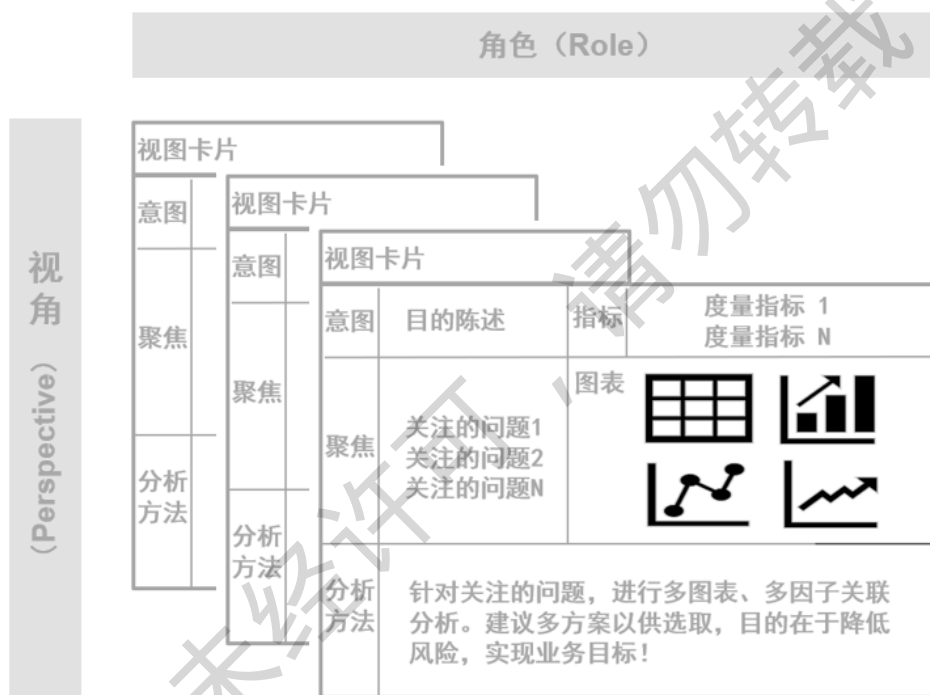 角色（Role）
视角 （Perspective）
视图卡片
意图
聚焦
分析
方法
视图卡片
意图
聚焦
分析
方法
视图卡片
意图
目的陈述
指标
度量指标 1
度量指标 N
聚焦
关注的问题1
关注的问题2
关注的问题N
图表
分析
方法
针对关注的问题，进行多图表、多因子关联
分析。建议多方案以供选取，目的在于降低
风险，实现业务目标！
未经许可，请勿转载